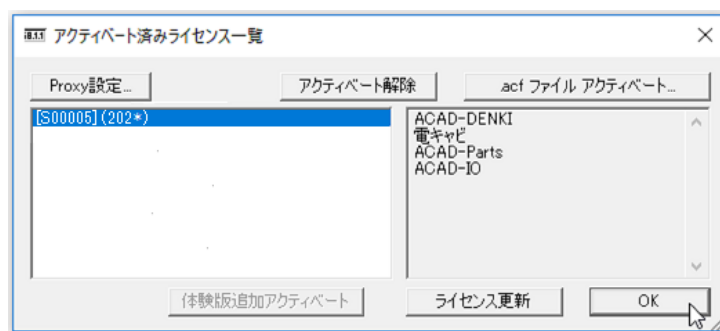 アクティベート済みライセンス一覧
Proxy設定...
アクティベート解除
.acf ファイル アクティベート...
[S00005](202*)
ACAD-DENKI
電キャビ
ACAD-Parts
ACAD-IO
体験版追加アクティベート
ライセンス更新
OK